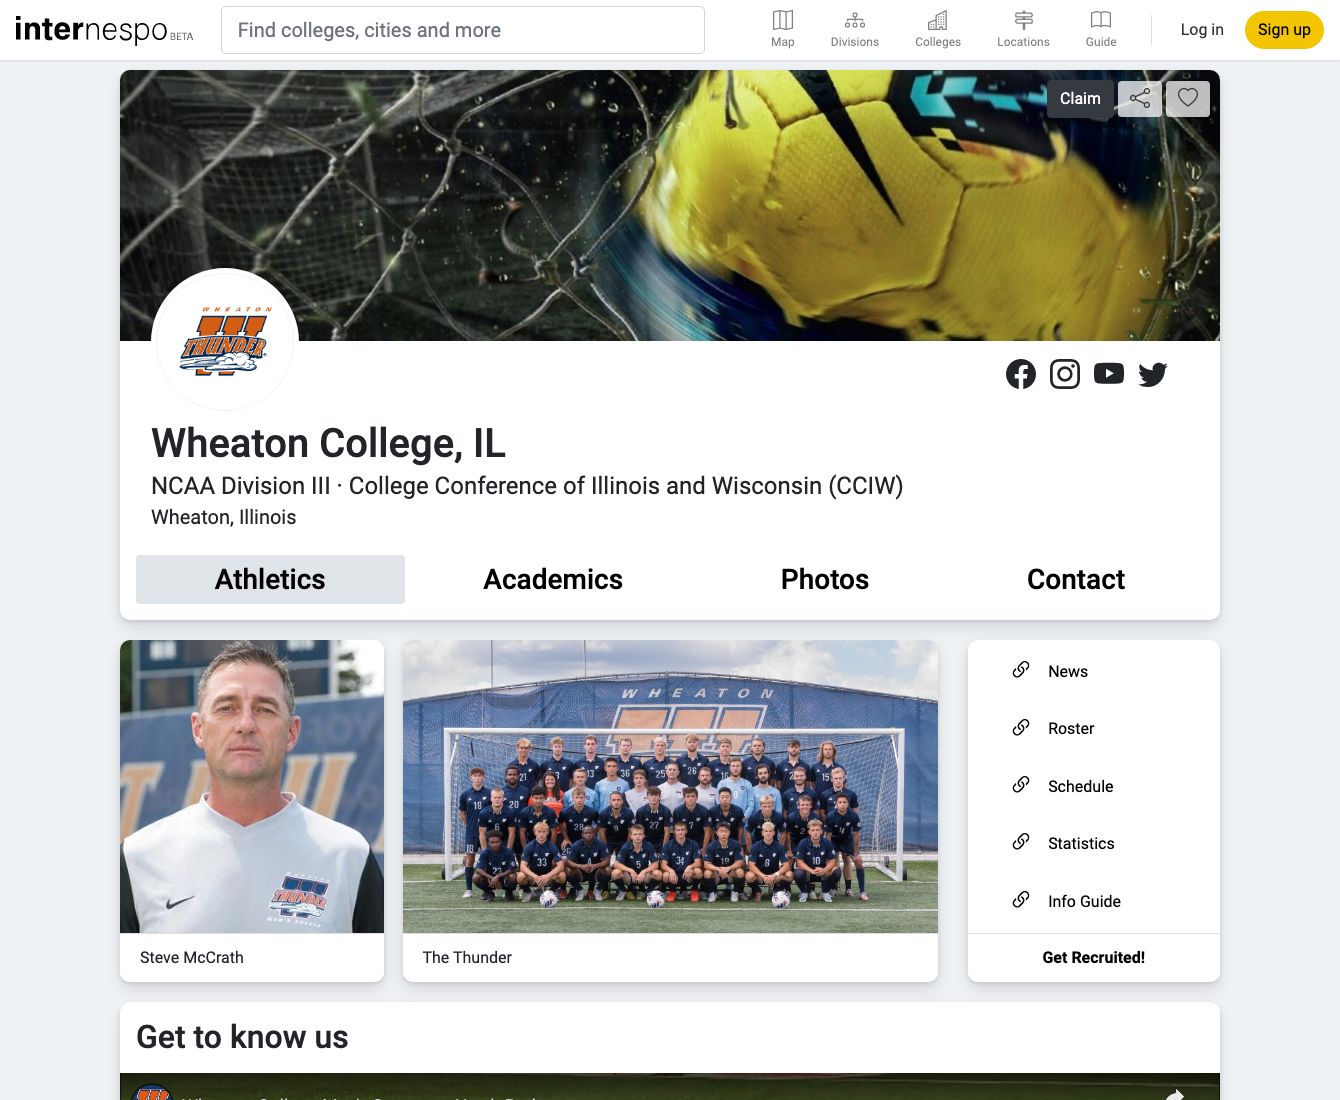 internespo BETA
Find colleges, cities and more
Map
Divisions
Colleges
Locations
Guide
Log in
Sign up
Claim
WHEATON
THUNDER
Wheaton College, IL
NCAA Division III · College Conference of Illinois and Wisconsin (CCIW)
Wheaton, Illinois
Athletics
Academics
Photos
Contact
THUNDER
Steve McCrath
WHEATON
The Thunder
News
Roster
Schedule
Statistics
Info Guide
Get Recruited!
Get to know us